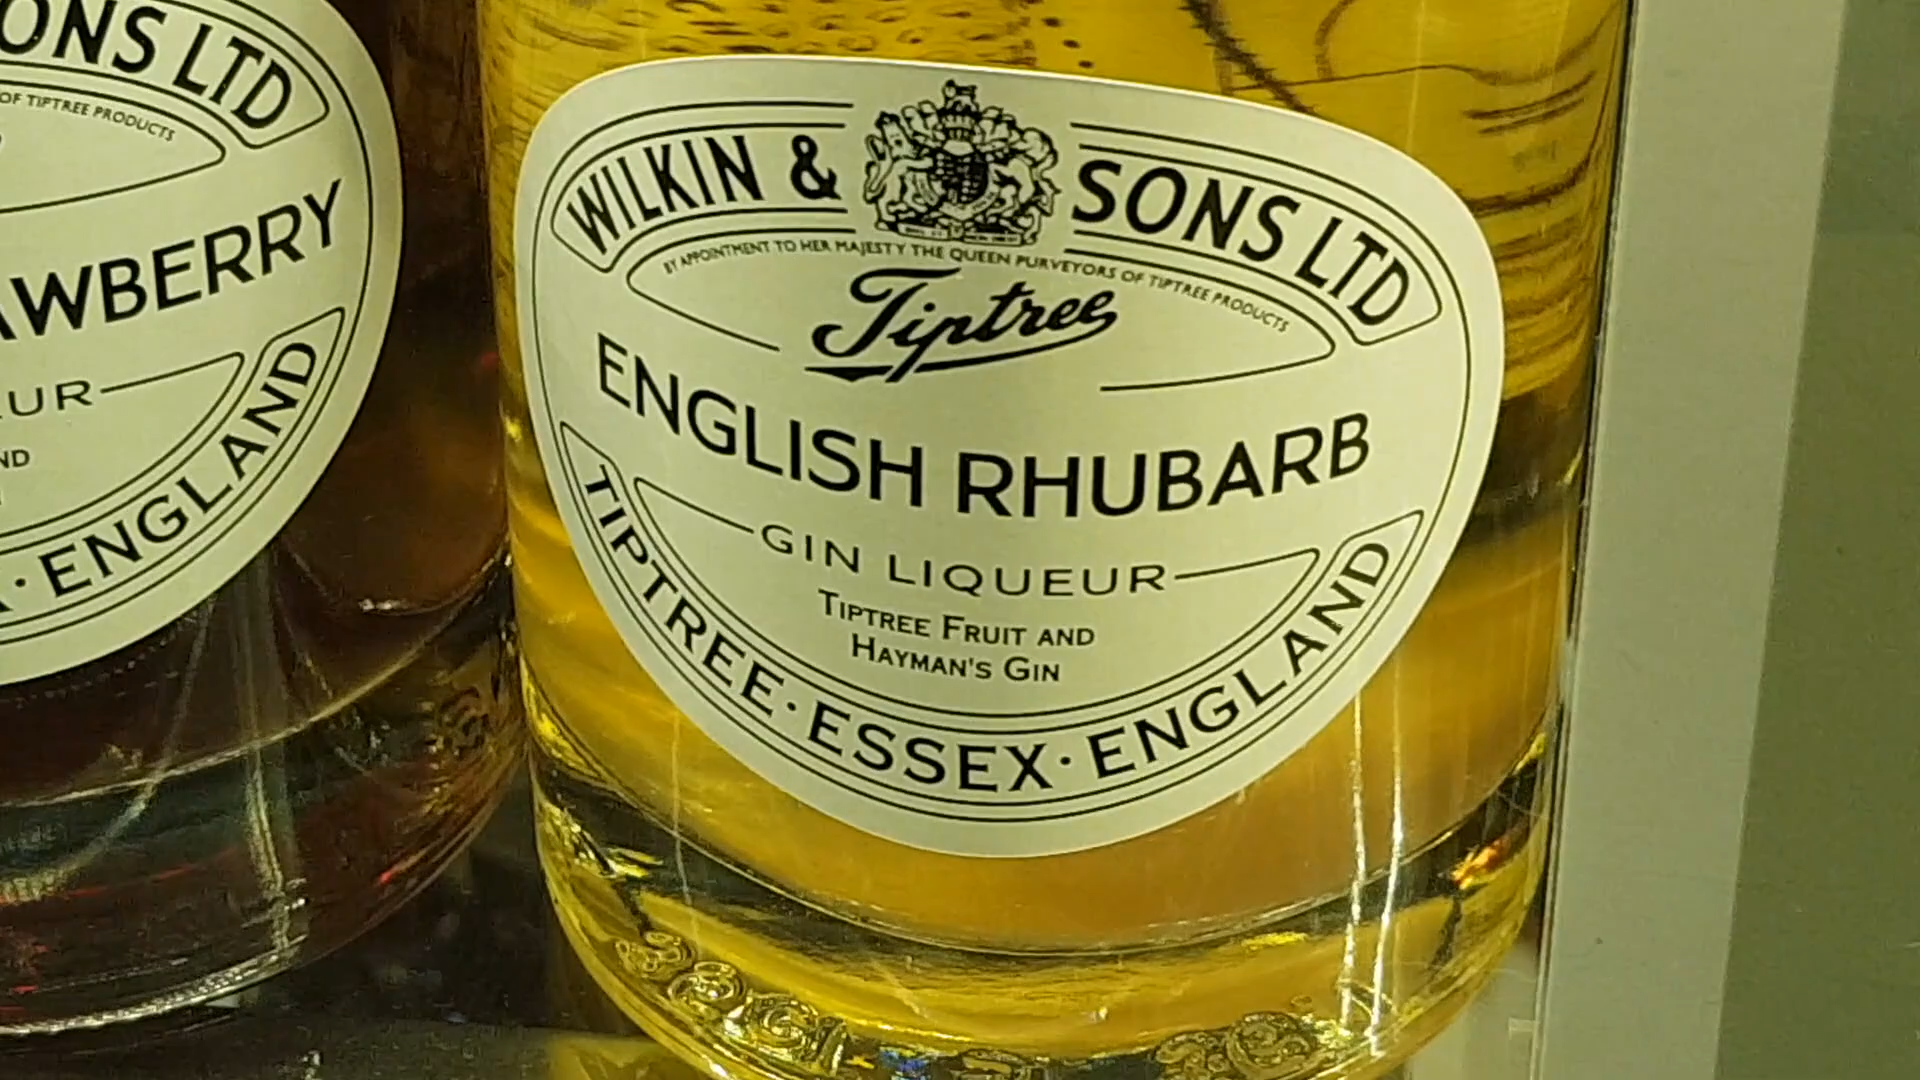 ONS LTD
OF TIPTREE PRODUCTS
AWBERRY
UR
ND
ENGLAND
WILKIN & SONS LTD
BY APPOINTMENT TO HER MAJESTY THE QUEEN PURVEYORS OF TIPTREE PRODUCTS
Tiptree
ENGLISH RHUBARB
GIN LIQUEUR
TIPTREE FRUIT AND
HAYMAN'S GIN
TIPTREE · ESSEX · ENGLAND